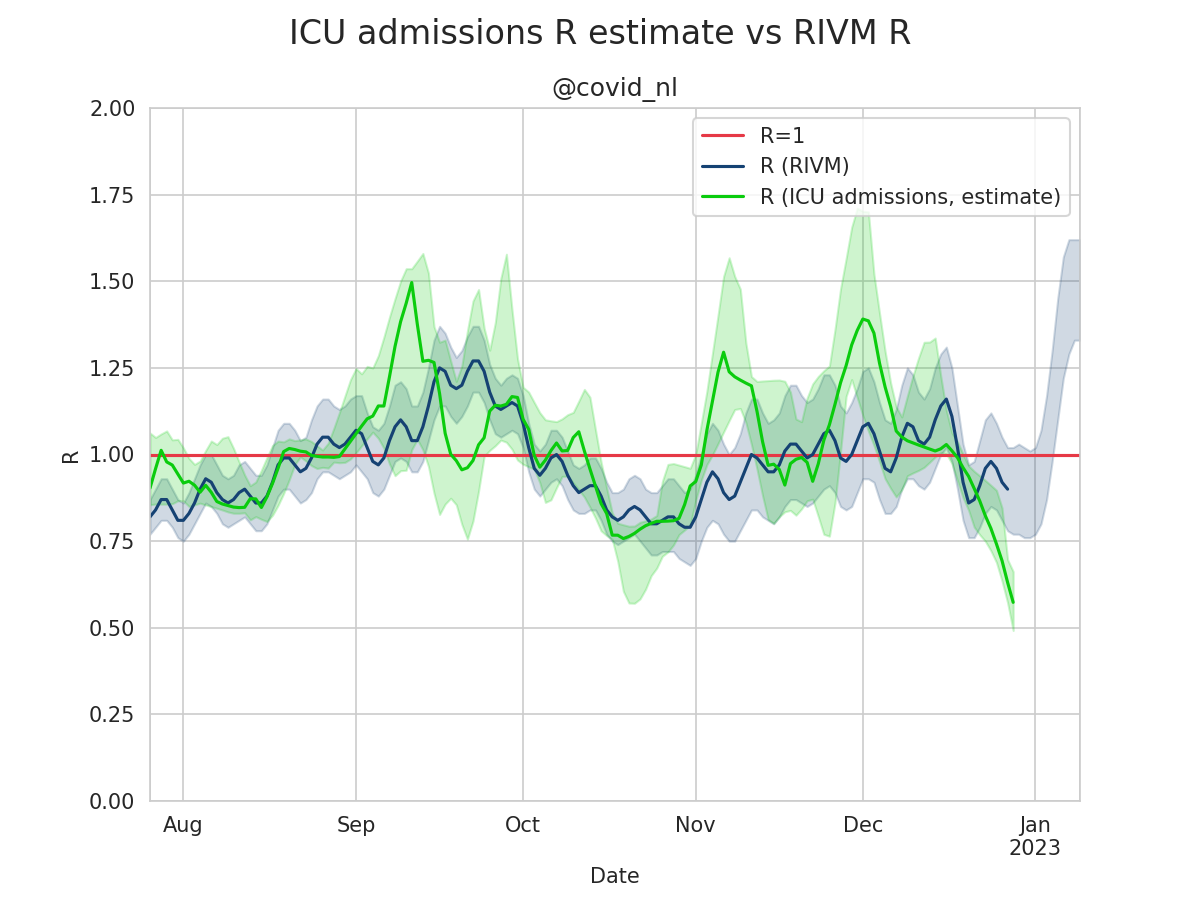 ICU admissions R estimate vs RIVM R
@covid_nl
R=1
R (RIVM)
R (ICU admissions, estimate)
2.00
1.75
1.50
1.25
1.00
0.75
0.50
0.25
0.00
R
Aug
Sep
Oct
Nov
Dec
Jan
2023
Date